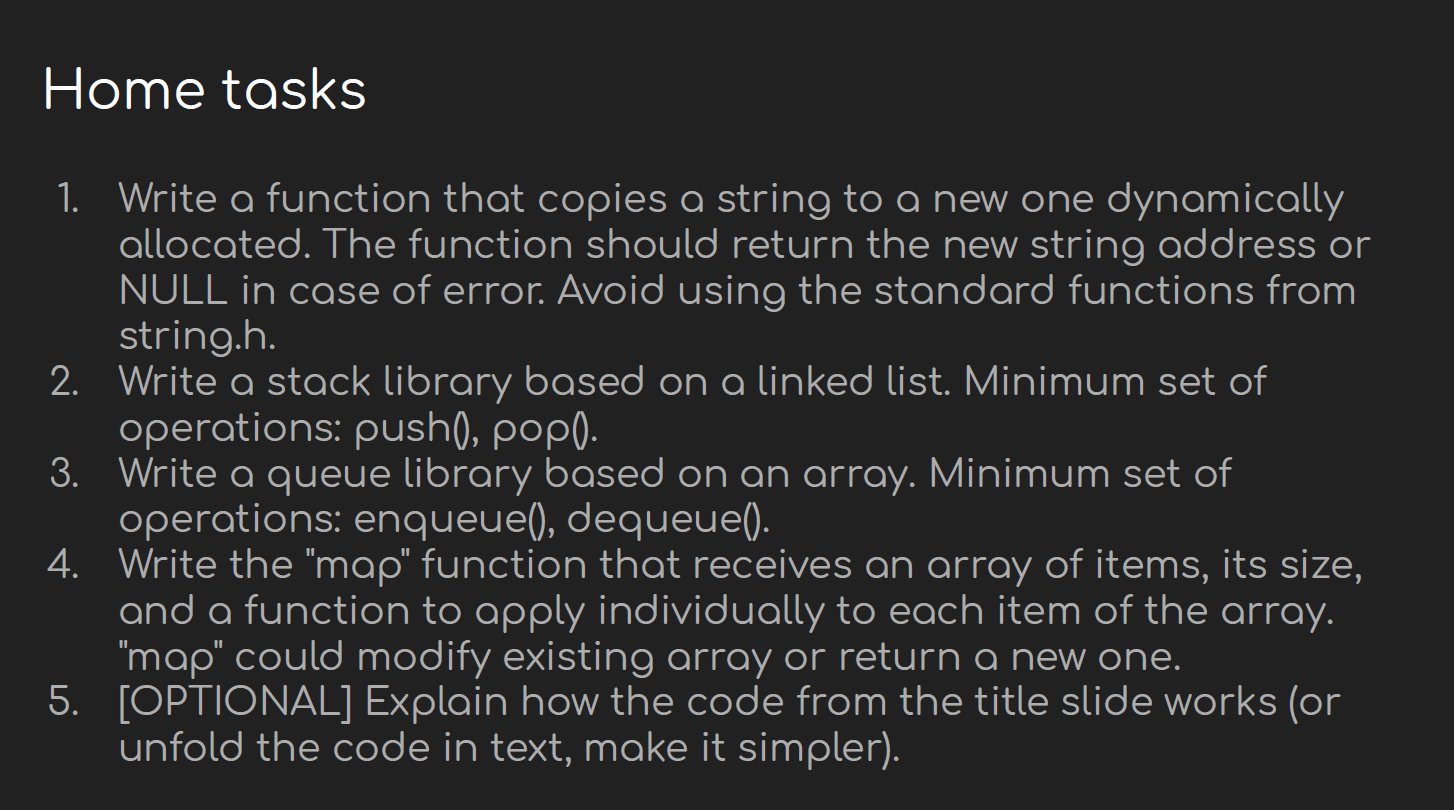 Home tasks
1. Write a function that copies a string to a new one dynamically
allocated. The function should return the new string address or
NULL in case of error. Avoid using the standard functions from
string.h.
2. Write a stack library based on a linked list. Minimum set of
operations: push(), pop().
3. Write a queue library based on an array. Minimum set of
operations: enqueue(), dequeue().
4. Write the "map" function that receives an array of items, its size,
and a function to apply individually to each item of the array.
"map" could modify existing array or return a new one.
5. [OPTIONAL] Explain how the code from the title slide works (or
unfold the code in text, make it simpler).